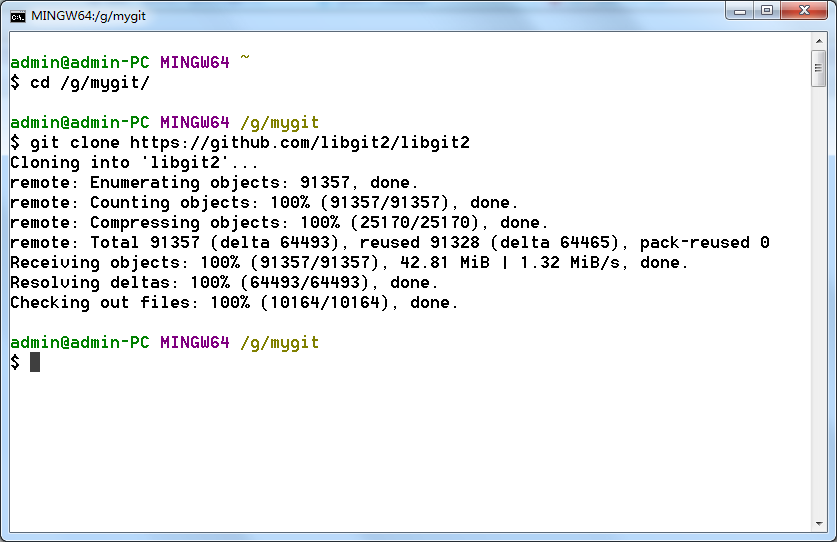 MINGW64:/g/mygit
admin@admin-PC MINGW64 ~
$ cd /g/mygit/
admin@admin-PC MINGW64 /g/mygit
$ git clone https://github.com/libgit2/libgit2
Cloning into 'libgit2'...
remote: Enumerating objects: 91357, done.
remote: Counting objects: 100% (91357/91357), done.
remote: Compressing objects: 100% (25170/25170), done.
remote: Total 91357 (delta 64493), reused 91328 (delta 64465), pack-reused 0
Receiving objects: 100% (91357/91357), 42.81 MiB | 1.32 MiB/s, done.
Resolving deltas: 100% (64493/64493), done.
Checking out files: 100% (10164/10164), done.
admin@admin-PC MINGW64 /g/mygit
$